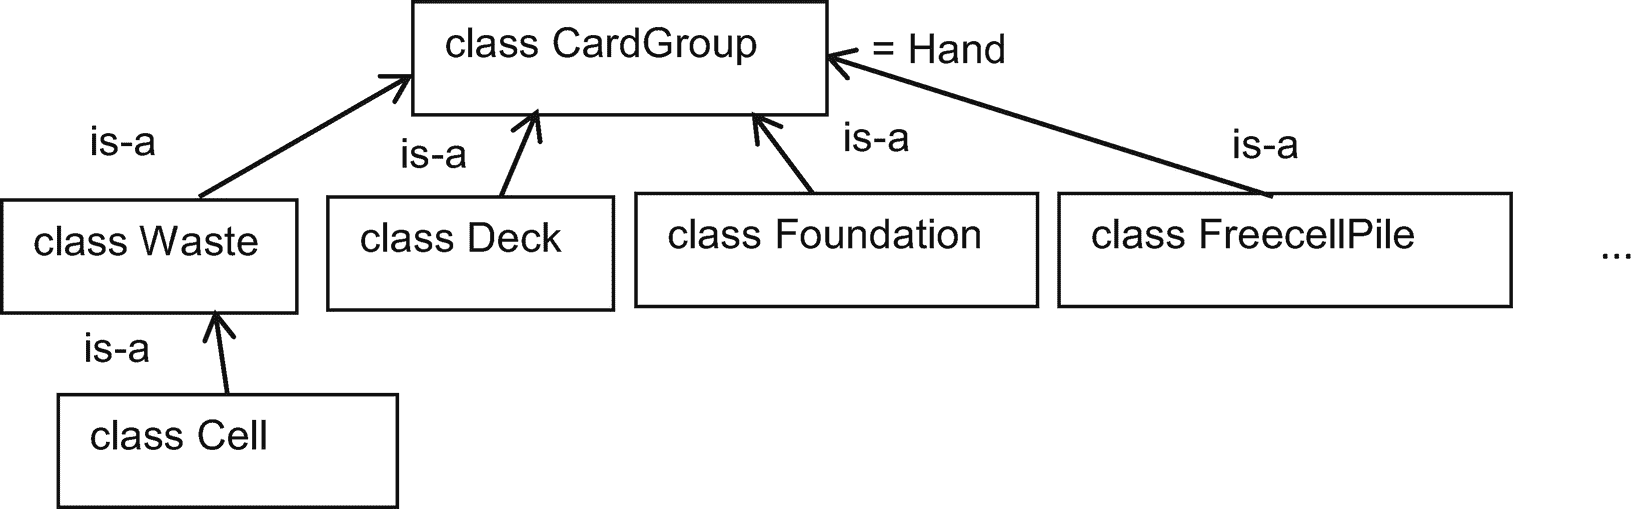 class CardGroup
= Hand
is-a
is-a
is-a
is-a
class Waste
class Deck
class Foundation
class FreecellPile
...
is-a
class Cell